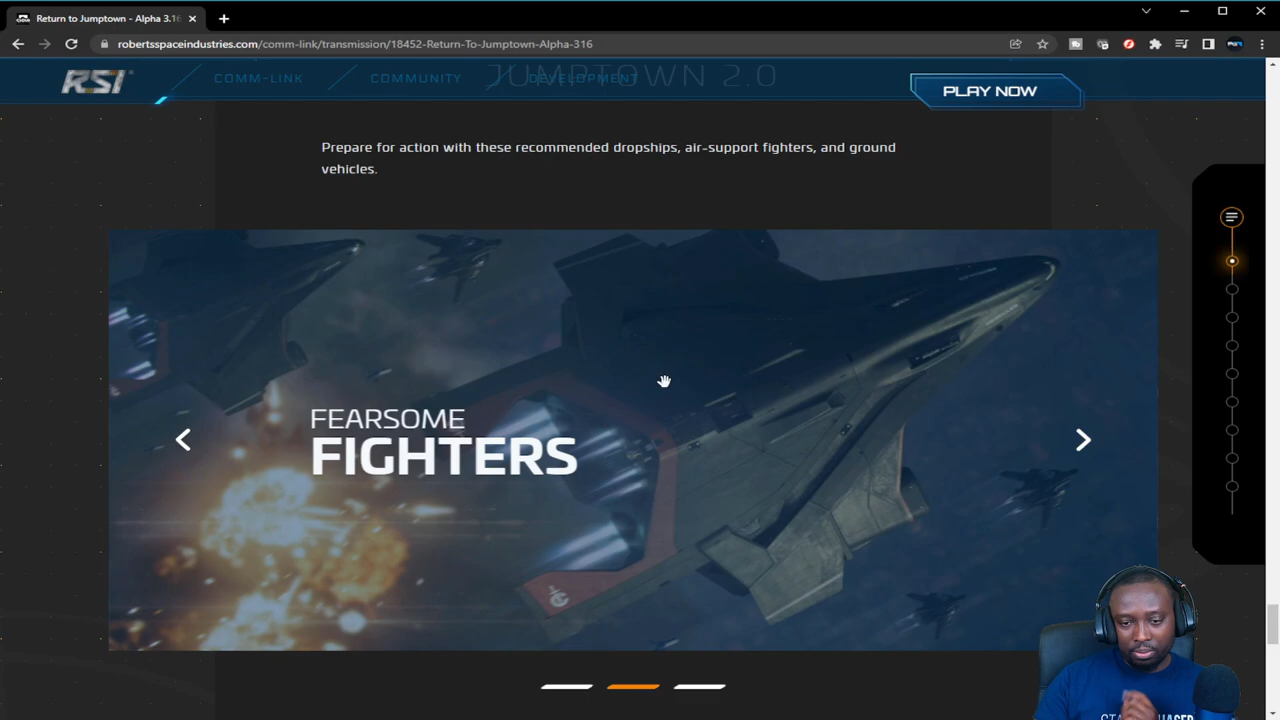 Return to Jumptown - Alpha 3.16
robertsspaceindustries.com/comm-link/transmission/18452-Return-To-Jumptown-Alpha-316
RSI
COMM-LINK
COMMUNITY
DEVELOPMENT
JUMPTOWN 2.0
PLAY NOW
Prepare for action with these recommended dropships, air-support fighters, and ground
vehicles.
FEARSOME
FIGHTERS